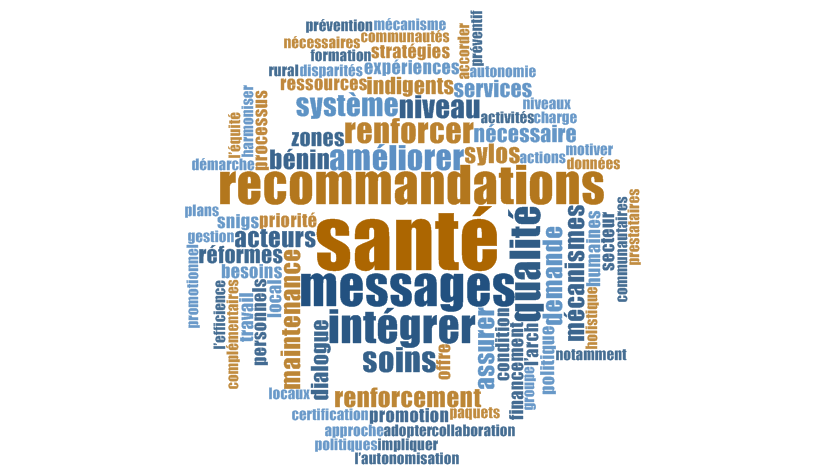 prévention mécanisme
nécessaires communautés
formation stratégies
accorder
préventif
rural disparités expériences autonomie
ressources indigents services
système niveau niveaux
activités charge
zones renforcer nécessaire
l'équité
harmoniser
processus
démarche bénin améliorer sylos actions motiver
données
recommandations
plans
snigs priorité santé
gestion acteurs
réformes
besoins messages
promotionnel
l'efficience
complémentaires
travail
personnels
locale
maintenance
dialogue
intégrer
soins
offre
assurer
condition
financement
qualité
l'arch
groupe
politique
demande
mécanismes
holistique
humaines
secteur
communautaires
prestataires
notamment
locaux renforcement
certification promotion paquets
approche adopter collaboration
politiques impliquer
l'autonomisation